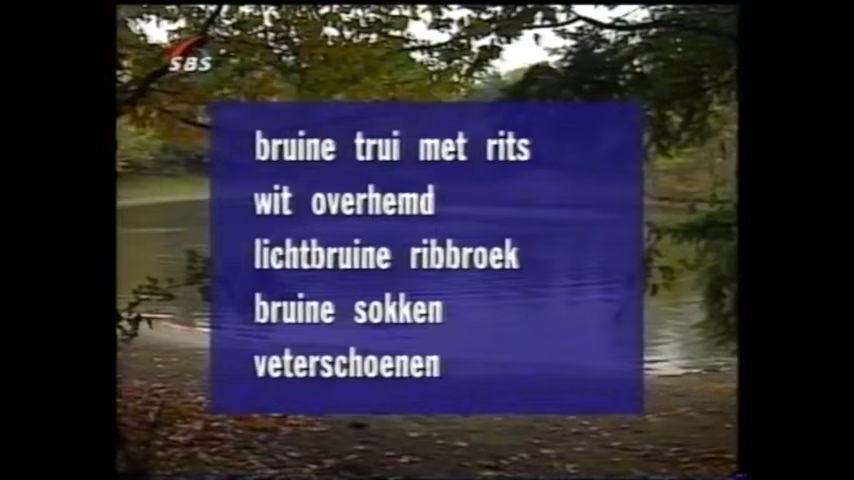 SBS
bruine trui met rits
wit overhemd
lichtbruine ribbroek
bruine sokken
veterschoenen